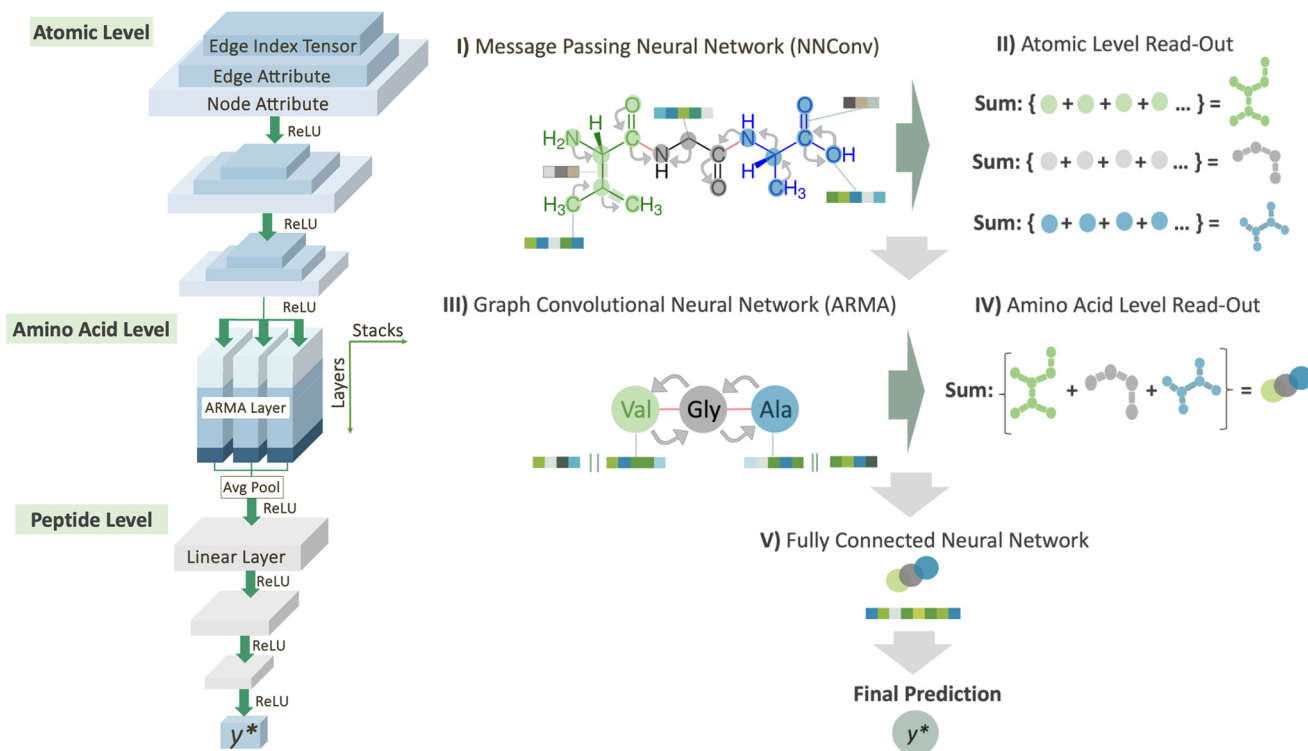 Atomic Level
Edge Index Tensor
Edge Attribute
Node Attribute
ReLU
ReLU
ReLU
Amino Acid Level
Stacks
Layers
ARMA Layer
Avg Pool
ReLU
Peptide Level
Linear Layer
ReLU
ReLU
ReLU
y*
I) Message Passing Neural Network (NNConv)
O
H
H
O
H₂N
N
N
OH
H
H
O
CH₃
H₃C
CH₃
II) Atomic Level Read-Out
Sum: { + + + ... } =
Sum: { + + + ... } =
Sum: { + + + ... } =
III) Graph Convolutional Neural Network (ARMA)
Val Gly Ala
|| ||
IV) Amino Acid Level Read-Out
Sum: [ + + ] =
V) Fully Connected Neural Network
Final Prediction
y*